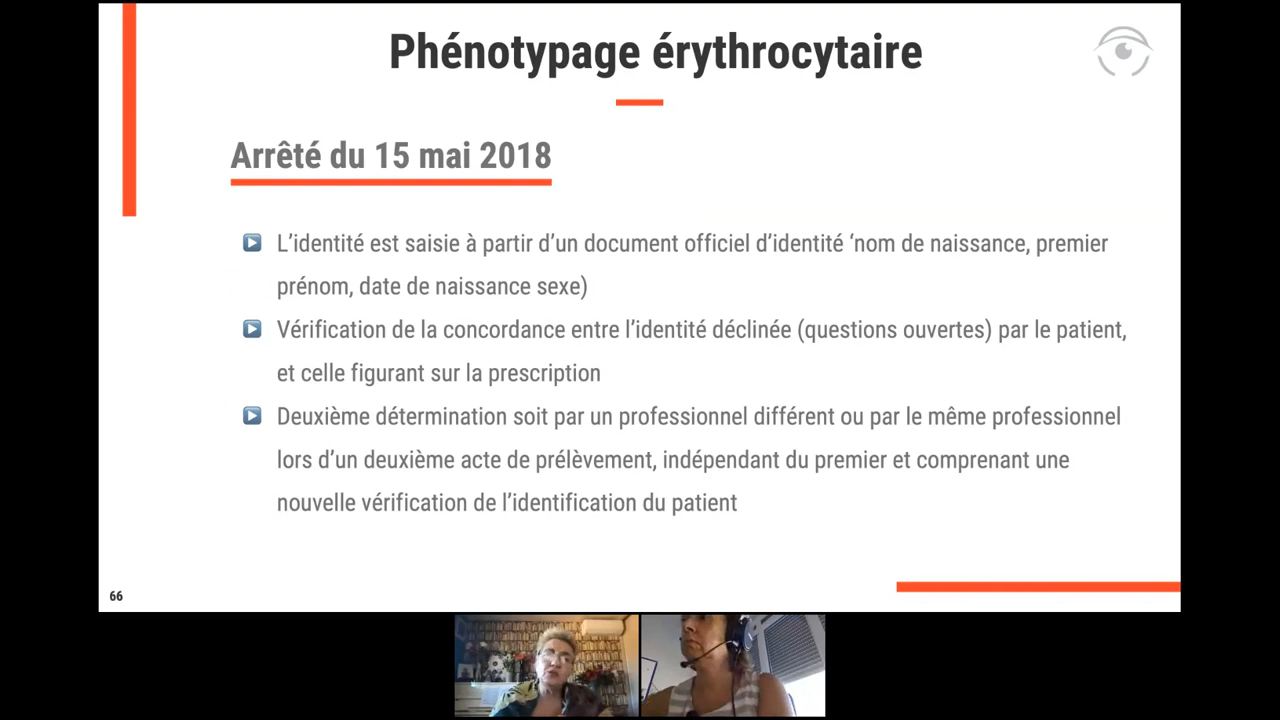 Phénotypage érythrocytaire
Arrêté du 15 mai 2018
L’identité est saisie à partir d’un document officiel d’identité ‘nom de naissance, premier
prénom, date de naissance sexe)
Vérification de la concordance entre l’identité déclinée (questions ouvertes) par le patient,
et celle figurant sur la prescription
Deuxième détermination soit par un professionnel différent ou par le même professionnel
lors d’un deuxième acte de prélèvement, indépendant du premier et comprenant une
nouvelle vérification de l’identification du patient
66